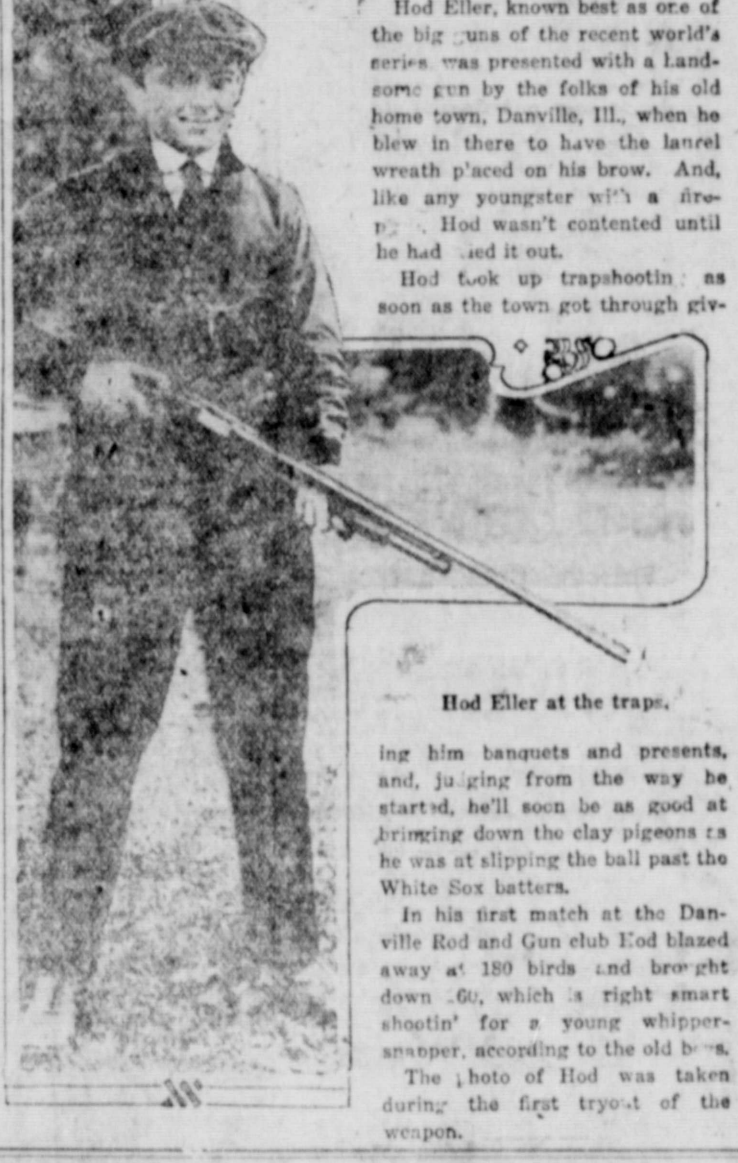 Hod Eller, known best as one of
the big guns of the recent world's
series was presented with a hand-
some gun by the folks of his old
home town, Danville, Ill., when he
blew in there to have the laurel
wreath placed on his brow. And,
like any youngster with a fire-
Hod wasn't contented until
he had it out.
Hod took up trapshooting as
soon as the town got through giv-
Hod Eller at the traps.
ing him banquets and presents,
and, judging from the way he
started, he'll soon be as good at
bringing down the clay pigeons as
he was at slipping the ball past the
White Sox batters.
In his first match at the Dan-
ville Rod and Gun club Hod blazed
away at 180 birds and brought
down which is right smart
shootin' for a young whipper-
snapper, according to the old boys.
The photo of Hod was taken
during the first tryout of the
weapon.